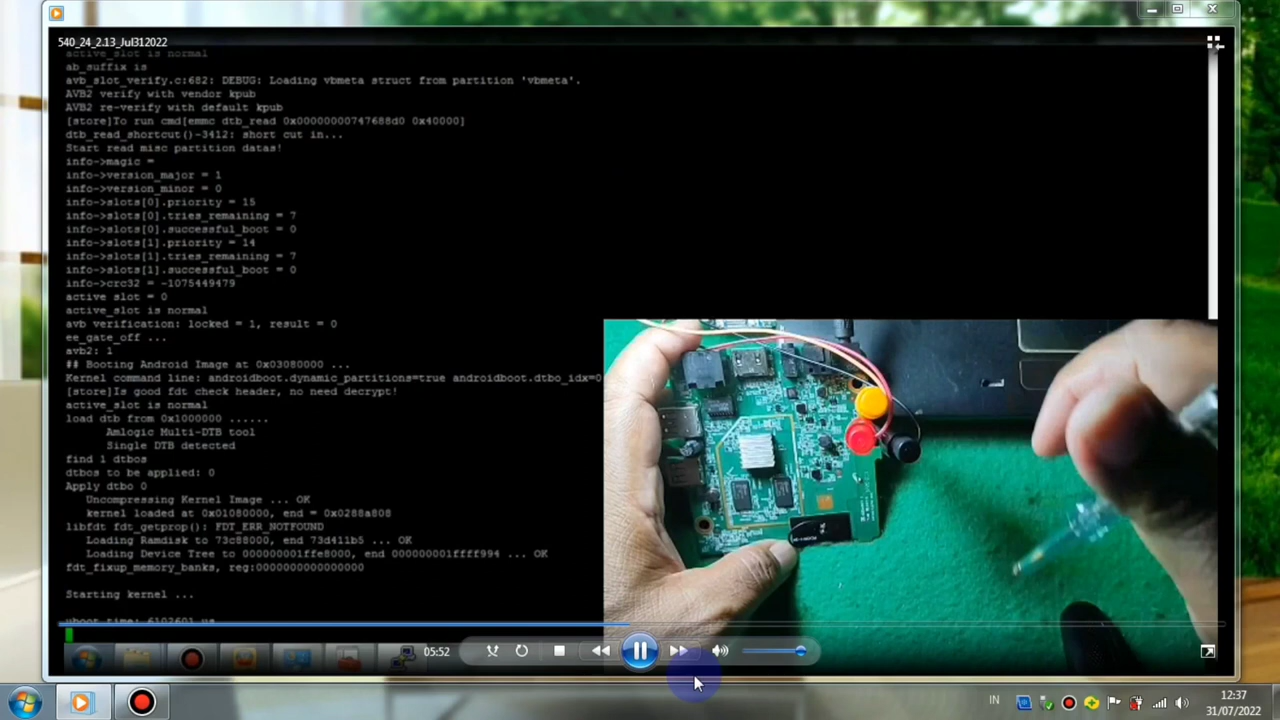 540_24_2.13_Jul312022
active_slot is normal
ab_suffix is
avb_slot_verify.c:682: DEBUG: Loading vbmeta struct from partition 'vbmeta'.
AVB2 verify with vendor kpub
AVB2 re-verify with default kpub
[store]To run cmd[emmc dtb_read 0x00000000747688d0 0x40000]
dtb_read_shortcut()-3412: short cut in...
Start read misc partition datas!
info->magic =
info->version_major = 1
info->version_minor = 0
info->slots[0].priority = 15
info->slots[0].tries_remaining = 7
info->slots[0].successful_boot = 0
info->slots[1].priority = 14
info->slots[1].tries_remaining = 7
info->slots[1].successful_boot = 0
info->crc32 = -1075449479
active slot = 0
active_slot is normal
avb verification: locked = 1, result = 0
ee_gate_off ...
avb2: 1
## Booting Android Image at 0x03080000 ...
Kernel command line: androidboot.dynamic_partitions=true androidboot.dtbo_idx=0
[store]Is good fdt check header, no need decrypt!
active_slot is normal
load dtb from 0x1000000 ......
Amlogic Multi-DTB tool
Single DTB detected
find 1 dtbos
dtbos to be applied: 0
Apply dtbo 0
Uncompressing Kernel Image ... OK
kernel loaded at 0x01080000, end = 0x0288a808
libfdt fdt_getprop(): FDT_ERR_NOTFOUND
Loading Ramdisk to 73c88000, end 73d411b5 ... OK
Loading Device Tree to 000000001ffe8000, end 000000001ffff994 ... OK
fdt_fixup_memory_banks, reg:0000000000000000
Starting kernel ...
uboot time: 6102601 us
05:52
IN
12:37
31/07/2022